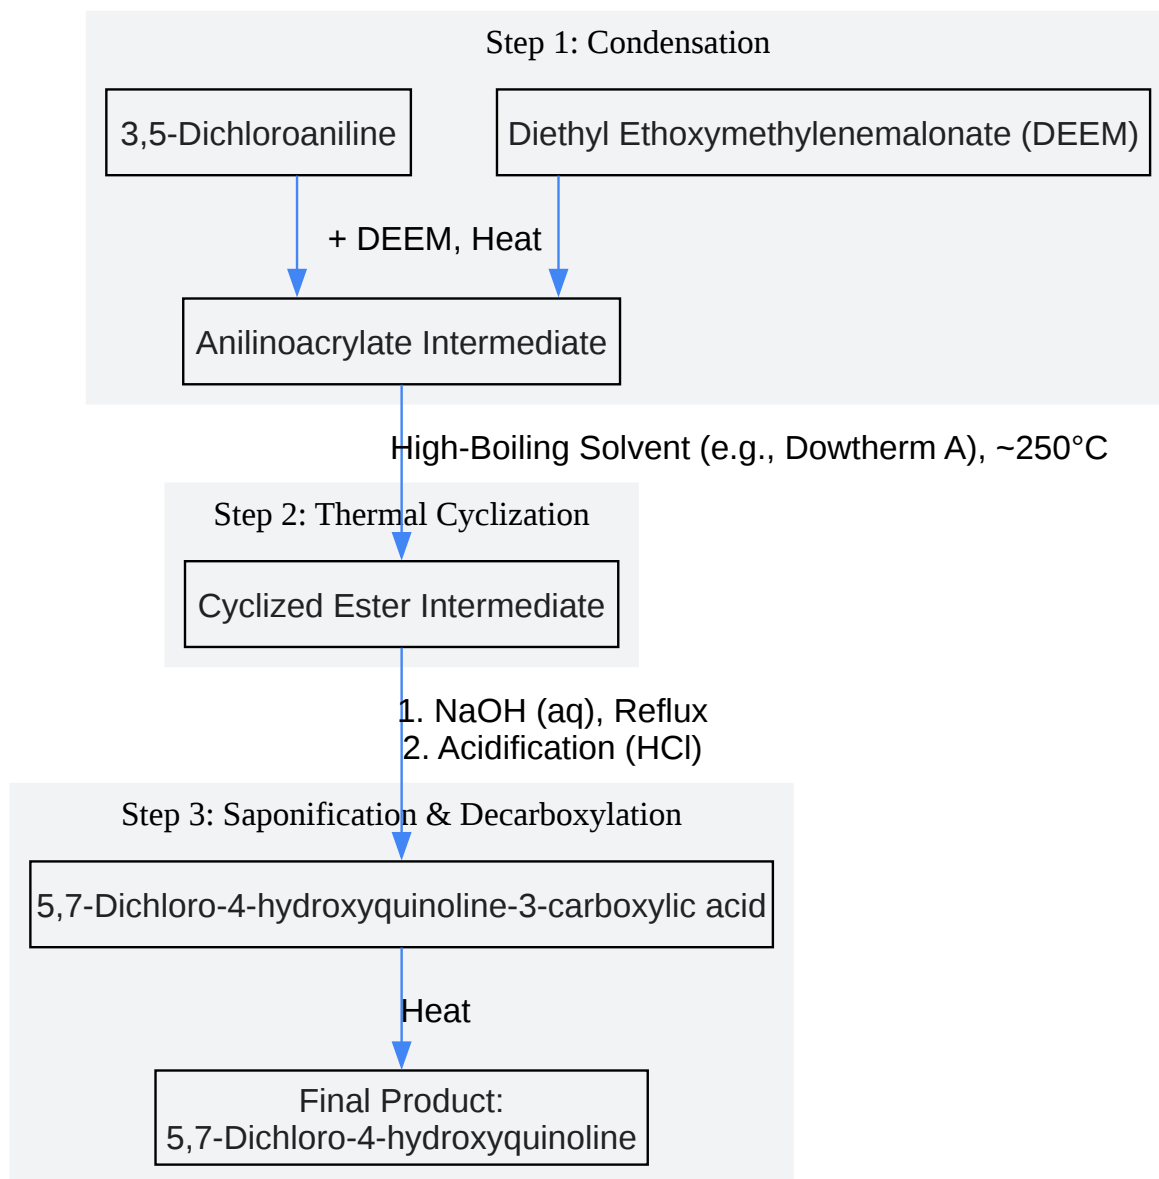 Step 1: Condensation
3,5-Dichloroaniline
Diethyl Ethoxymethylenemalonate (DEEM)
+ DEEM, Heat
Anilinoacrylate Intermediate
High-Boiling Solvent (e.g., Dowtherm A), ~250°C
Step 2: Thermal Cyclization
Cyclized Ester Intermediate
1. NaOH (aq), Reflux
2. Acidification (HCl)
Step 3: Saponification & Decarboxylation
5,7-Dichloro-4-hydroxyquinoline-3-carboxylic acid
Heat
Final Product:
5,7-Dichloro-4-hydroxyquinoline